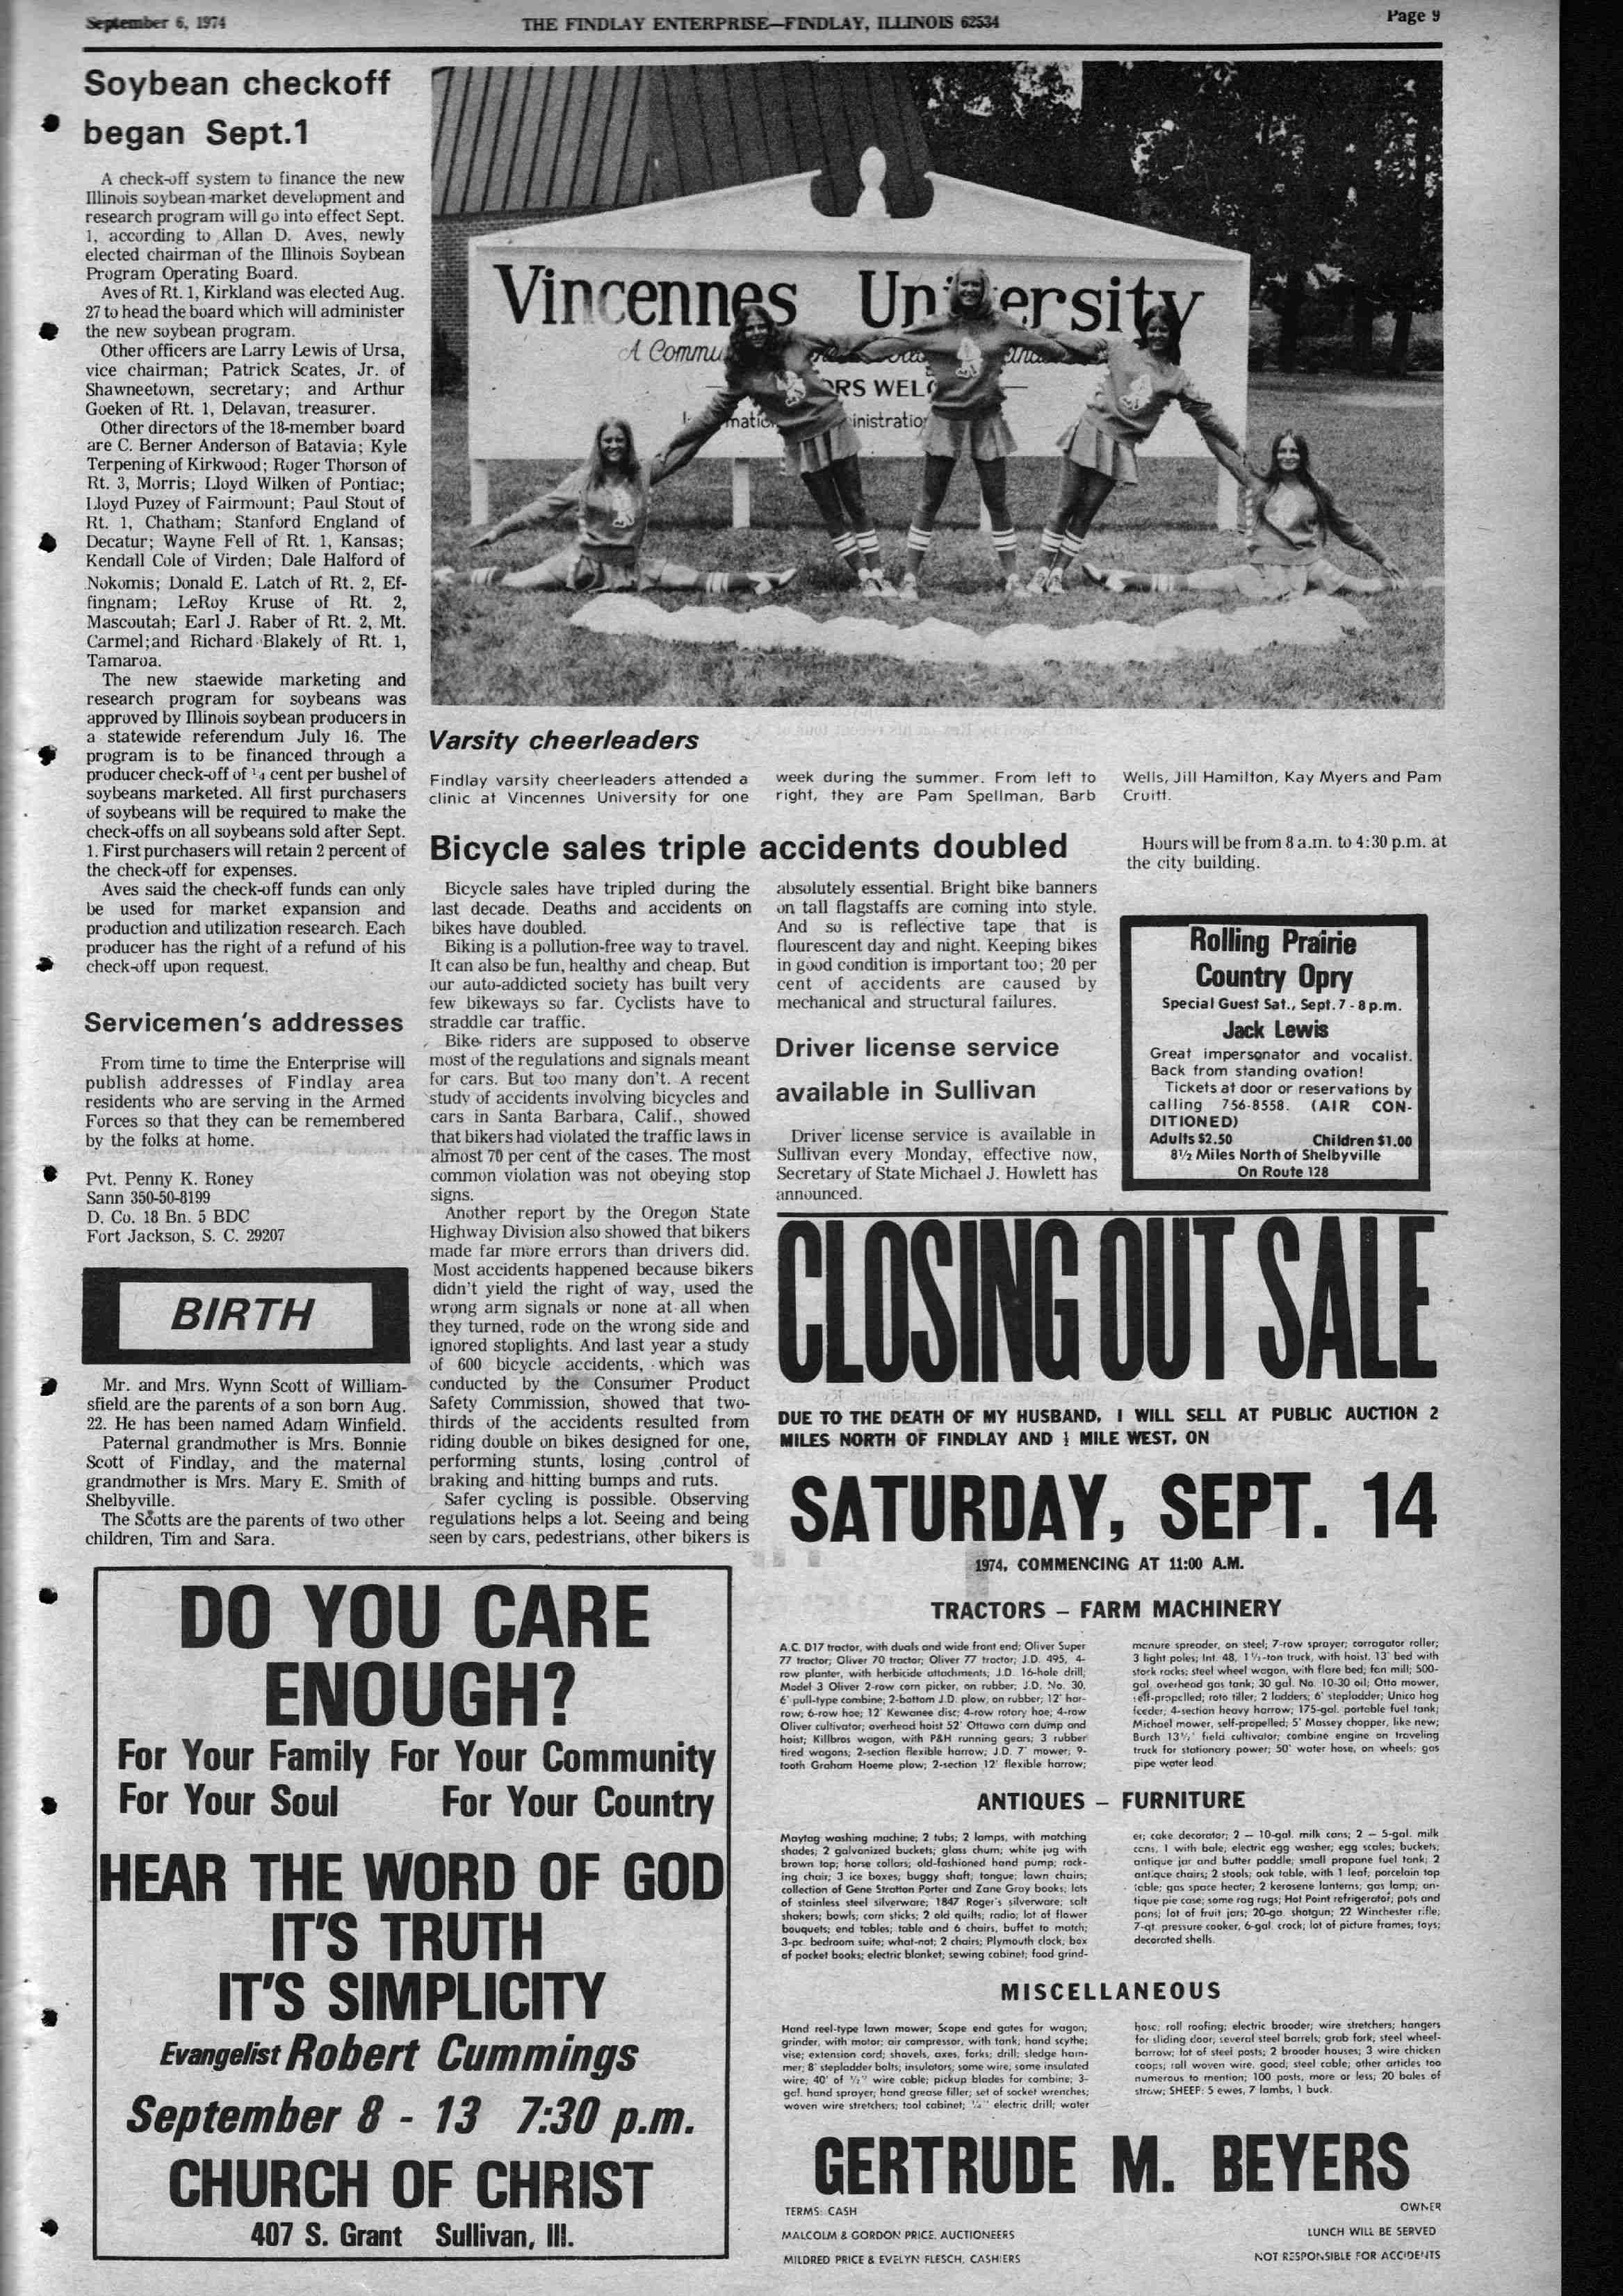 September 6, 1974
THE FINDLAY ENTERPRISE—FINDLAY, ILLINOIS 62534
Page 9
Soybean checkoff
began Sept.1
A check-off system to finance the new
Illinois soybean market development and
research program will go into effect Sept.
1, according to Allan D. Aves, newly
elected chairman of the Illinois Soybean
Program Operating Board.
Aves of Rt. 1, Kirkland was elected Aug.
27 to head the board which will administer
the new soybean program.
Other officers are Larry Lewis of Ursa,
vice chairman; Patrick Scates, Jr. of
Shawneetown, secretary; and Arthur
Goeken of Rt. 1, Delavan, treasurer.
Other directors of the 18-member board
are C. Berner Anderson of Batavia; Kyle
Terpening of Kirkwood; Roger Thorson of
Rt. 3, Morris; Lloyd Wilken of Pontiac;
Lloyd Puzey of Fairmount; Paul Stout of
Rt. 1, Chatham; Stanford England of
Decatur; Wayne Fell of Rt. 1, Kansas;
Kendall Cole of Virden; Dale Halford of
Nokomis; Donald E. Latch of Rt. 2, Ef-
fingnam; LeRoy Kruse of Rt. 2,
Mascoutah; Earl J. Raber of Rt. 2, Mt.
Carmel;and Richard Blakely of Rt. 1,
Tamaroa.
The new staewide marketing and
research program for soybeans was
approved by Illinois soybean producers in
a statewide referendum July 16. The
program is to be financed through a
producer check-off of ¼ cent per bushel of
soybeans marketed. All first purchasers
of soybeans will be required to make the
check-offs on all soybeans sold after Sept.
1. First purchasers will retain 2 percent of
the check-off for expenses.
Aves said the check-off funds can only
be used for market expansion and
production and utilization research. Each
producer has the right of a refund of his
check-off upon request.
Servicemen's addresses
From time to time the Enterprise will
publish addresses of Findlay area
residents who are serving in the Armed
Forces so that they can be remembered
by the folks at home.
Pvt. Penny K. Roney
Sann 350-50-8199
D. Co. 18 Bn. 5 BDC
Fort Jackson, S. C. 29207
BIRTH
Mr. and Mrs. Wynn Scott of William-
sfield are the parents of a son born Aug.
22. He has been named Adam Winfield.
Paternal grandmother is Mrs. Bonnie
Scott of Findlay, and the maternal
grandmother is Mrs. Mary E. Smith of
Shelbyville.
The Scotts are the parents of two other
children, Tim and Sara.
Vincennes Un ersity
A Commu
ORS WEL
matio inistratio
Varsity cheerleaders
Findlay varsity cheerleaders attended a
clinic at Vincennes University for one
week during the summer. From left to
right, they are Pam Spellman, Barb
Wells, Jill Hamilton, Kay Myers and Pam
Cruitt.
Bicycle sales triple accidents doubled
Bicycle sales have tripled during the
last decade. Deaths and accidents on
bikes have doubled.
Biking is a pollution-free way to travel.
It can also be fun, healthy and cheap. But
our auto-addicted society has built very
few bikeways so far. Cyclists have to
straddle car traffic.
Bike riders are supposed to observe
most of the regulations and signals meant
for cars. But too many don't. A recent
study of accidents involving bicycles and
cars in Santa Barbara, Calif., showed
that bikers had violated the traffic laws in
almost 70 per cent of the cases. The most
common violation was not obeying stop
signs.
Another report by the Oregon State
Highway Division also showed that bikers
made far more errors than drivers did.
Most accidents happened because bikers
didn't yield the right of way, used the
wrong arm signals or none at all when
they turned, rode on the wrong side and
ignored stoplights. And last year a study
of 600 bicycle accidents, which was
conducted by the Consumer Product
Safety Commission, showed that two-
thirds of the accidents resulted from
riding double on bikes designed for one,
performing stunts, losing control of
braking and hitting bumps and ruts.
Safer cycling is possible. Observing
regulations helps a lot. Seeing and being
seen by cars, pedestrians, other bikers is
absolutely essential. Bright bike banners
on tall flagstaffs are coming into style.
And so is reflective tape that is
flourescent day and night. Keeping bikes
in good condition is important too; 20 per
cent of accidents are caused by
mechanical and structural failures.
Driver license service
available in Sullivan
Driver license service is available in
Sullivan every Monday, effective now,
Secretary of State Michael J. Howlett has
announced.
Hours will be from 8 a.m. to 4:30 p.m. at
the city building.
Rolling Prairie
Country Opry
Special Guest Sat., Sept. 7 - 8 p.m.
Jack Lewis
Great impersonator and vocalist.
Back from standing ovation!
Tickets at door or reservations by
calling 756-8558. (AIR CON-
DITIONED)
Adults $2.50 Children $1.00
8½ Miles North of Shelbyville
On Route 128
DO YOU CARE
ENOUGH?
For Your Family For Your Community
For Your Soul For Your Country
HEAR THE WORD OF GOD
IT'S TRUTH
IT'S SIMPLICITY
Evangelist Robert Cummings
September 8 - 13 7:30 p.m.
CHURCH OF CHRIST
407 S. Grant Sullivan, Ill.
CLOSING OUT SALE
DUE TO THE DEATH OF MY HUSBAND, I WILL SELL AT PUBLIC AUCTION 2
MILES NORTH OF FINDLAY AND ½ MILE WEST, ON
SATURDAY, SEPT. 14
1974, COMMENCING AT 11:00 A.M.
TRACTORS – FARM MACHINERY
A.C. D17 tractor, with duals and wide front end; Oliver Super
77 tractor; Oliver 70 tractor; Oliver 77 tractor; J.D. 495, 4-
row planter, with herbicide attachments; J.D. 16-hole drill;
Model 3 Oliver 2-row corn picker, on rubber; J.D. No. 30,
6' pull-type combine; 2-bottom J.D. plow, on rubber; 12' har-
row; 6-row hoe; 12' Kewanee disc; 4-row rotary hoe; 4-row
Oliver cultivator; overhead hoist 52' Ottawa corn dump and
hoist; Killbros wagon, with P&H running gears; 3 rubber
tired wagons; 2-section flexible harrow; J.D. 7' mower; 9-
tooth Graham Hoeme plow; 2-section 12' flexible harrow;
menure spreader, on steel; 7-row sprayer; corrogator roller;
3 light poles; Int. 48, 1½-ton truck, with hoist, 13' bed with
stock racks; steel wheel wagon, with flare bed; fan mill; 500-
gal. overhead gas tank; 30 gal. No. 10-30 oil; Otto mower,
self-propelled; roto tiller; 2 ladders; 6' stepladder; Unico hog
feeder; 4-section heavy harrow; 175-gal. portable fuel tank;
Michael mower, self-propelled; 5' Massey chopper, like new;
Burch 13½' field cultivator; combine engine on traveling
truck for stationary power; 50' water hose, on wheels; gas
pipe water lead.
ANTIQUES – FURNITURE
Maytag washing machine; 2 tubs; 2 lamps, with matching
shades; 2 galvanized buckets; glass churn; white jug with
brown top; horse collars; old-fashioned hand pump; rock-
ing chair; 3 ice boxes; buggy shaft; tongue; lawn chairs;
collection of Gene Stratton Porter and Zane Gray books; lots
of stainless steel silverware; 1847 Roger's silverware; salt
shakers; bowls; corn sticks; 2 old quilts; radio; lot of flower
bouquets; end tables; table and 6 chairs, buffet to match;
3-pc. bedroom suite; what-not; 2 chairs; Plymouth clock; box
of pocket books; electric blanket; sewing cabinet; food grind-
er; cake decorator; 2 — 10-gal. milk cans; 2 — 5-gal. milk
cans, 1 with bale; electric egg washer; egg scales; buckets;
antique jar and butter paddle; small propane fuel tank; 2
antique chairs; 2 stools; oak table, with 1 leaf; porcelain top
table; gas space heater; 2 kerosene lanterns; gas lamp; an-
tique pie case; some rag rugs; Hot Point refrigerator; pots and
pans; lot of fruit jars; 20-ga. shotgun; 22 Winchester rifle;
7-qt. pressure cooker, 6-gal. crock; lot of picture frames; toys;
decorated shells.
MISCELLANEOUS
Hand reel-type lawn mower; Scope end gates for wagon;
grinder, with motor; air compressor, with tank; hand scythe;
vise; extension cord; shovels, axes, forks; drill; sledge ham-
mer; 8' stepladder bolts; insulators; some wire; some insulated
wire; 40' of ½" wire cable; pickup blades for combine; 3-
gal. hand sprayer; hand grease filler; set of socket wrenches;
woven wire stretchers; tool cabinet; ¼" electric drill; water
hose; roll roofing; electric brooder; wire stretchers; hangers
for sliding door; several steel barrels; grab fork; steel wheel-
barrow; lot of steel posts; 2 brooder houses; 3 wire chicken
coops; roll woven wire, good; steel cable; other articles too
numerous to mention; 100 posts, more or less; 20 bales of
straw; SHEEP: 5 ewes, 7 lambs, 1 buck.
GERTRUDE M. BEYERS
OWNER
TERMS: CASH
MALCOLM & GORDON PRICE, AUCTIONEERS
LUNCH WILL BE SERVED
MILDRED PRICE & EVELYN FLESCH, CASHIERS
NOT RESPONSIBLE FOR ACCIDENTS